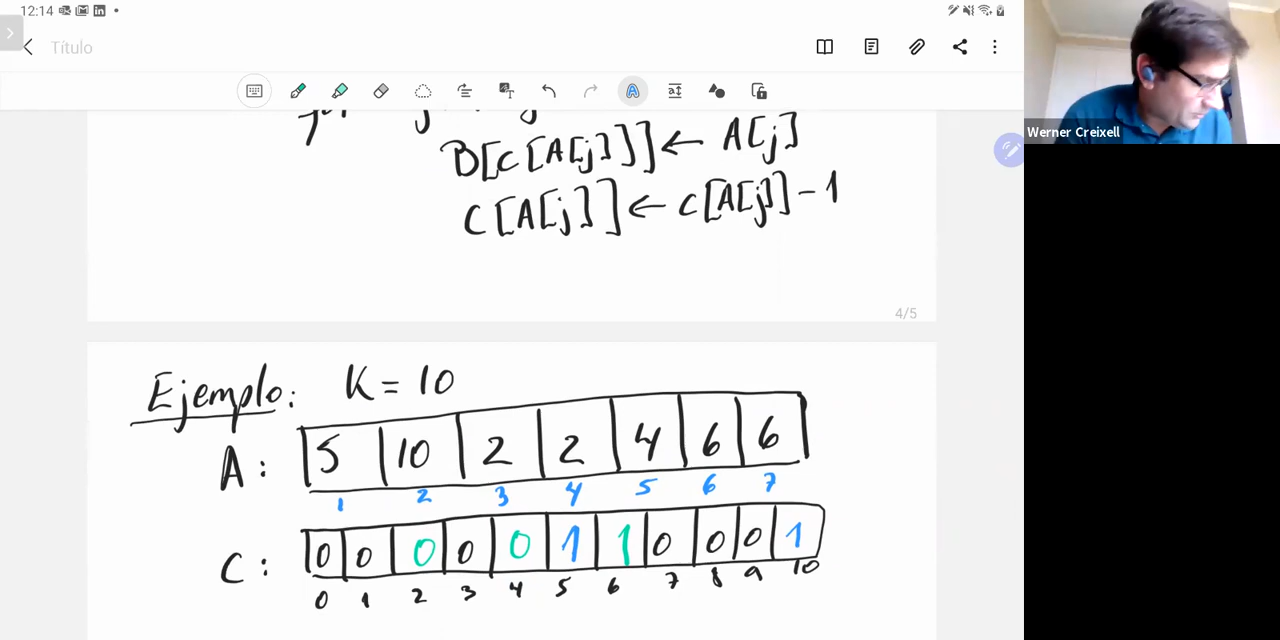 12:14
Título
B[C[A[j]]] ← A[j]
C[A[j]] ← C[A[j]] - 1
4/5
Ejemplo: K = 10
A: 5 10 2 2 4 6 6
1 2 3 4 5 6 7
C: 0 0 0 0 0 1 1 0 0 0 1
0 1 2 3 4 5 6 7 8 9 10
Werner Creixell